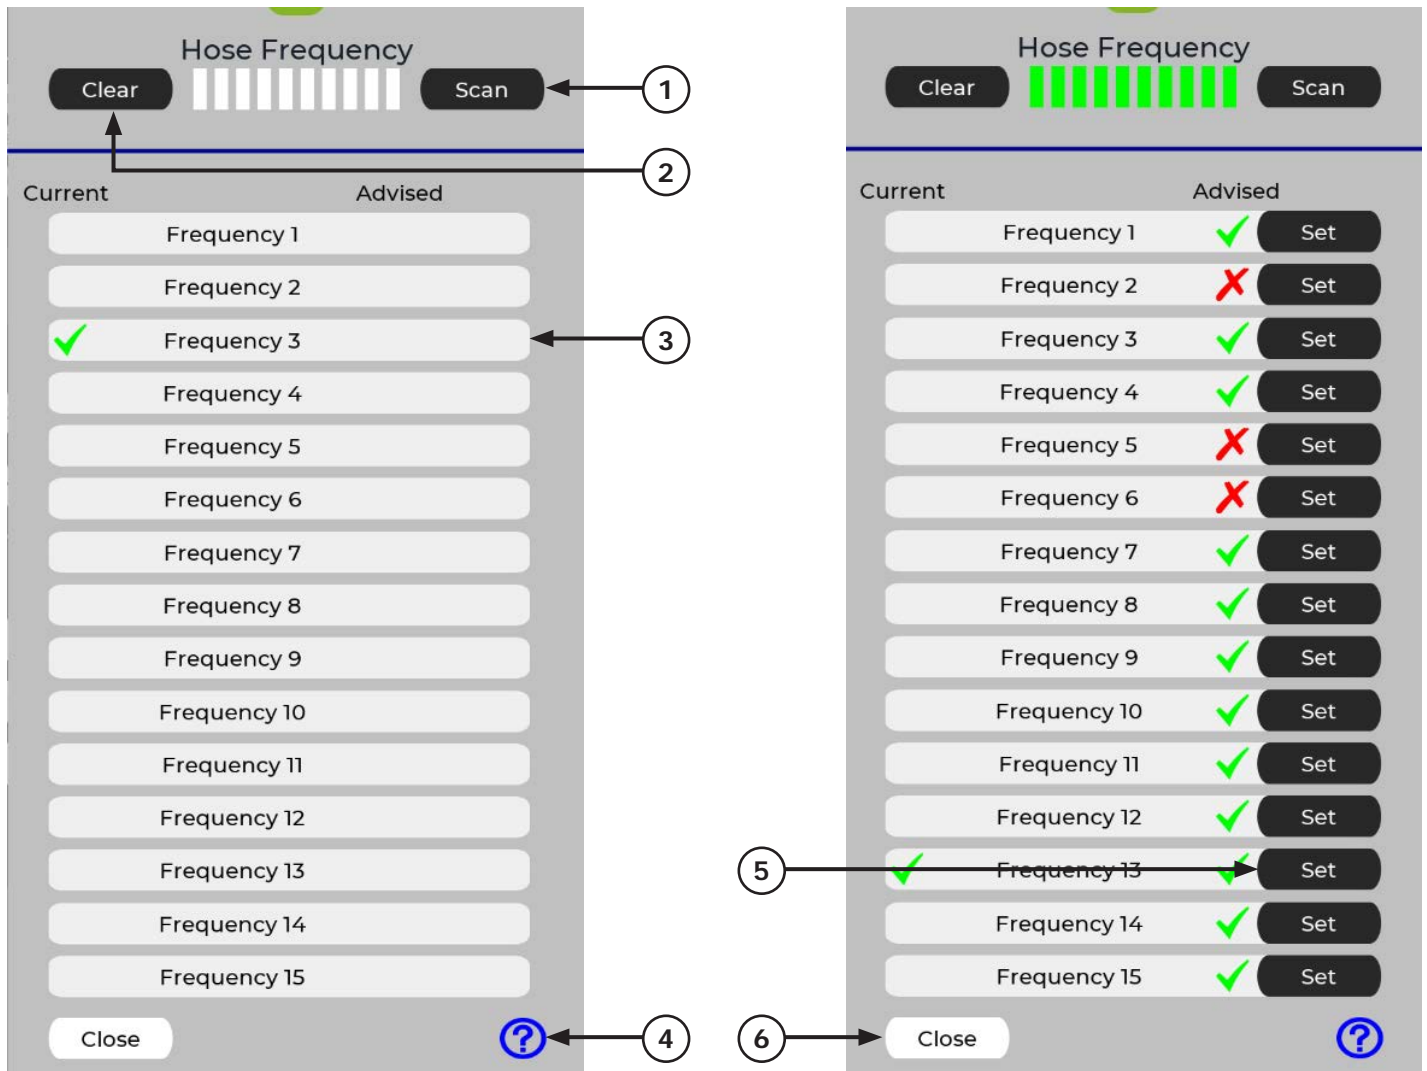 Hose Frequency
Clear
Scan
1
2
Current Advised
Frequency 1
Frequency 2
Frequency 3
3
Frequency 4
Frequency 5
Frequency 6
Frequency 7
Frequency 8
Frequency 9
Frequency 10
Frequency 11
Frequency 12
Frequency 13
Frequency 14
Frequency 15
Close
?
4
Hose Frequency
Clear
Scan
Current Advised
Frequency 1 Set
Frequency 2 Set
Frequency 3 Set
Frequency 4 Set
Frequency 5 Set
Frequency 6 Set
Frequency 7 Set
Frequency 8 Set
Frequency 9 Set
Frequency 10 Set
Frequency 11 Set
Frequency 12 Set
5
Frequency 13 Set
Frequency 14 Set
Frequency 15 Set
6
Close
?